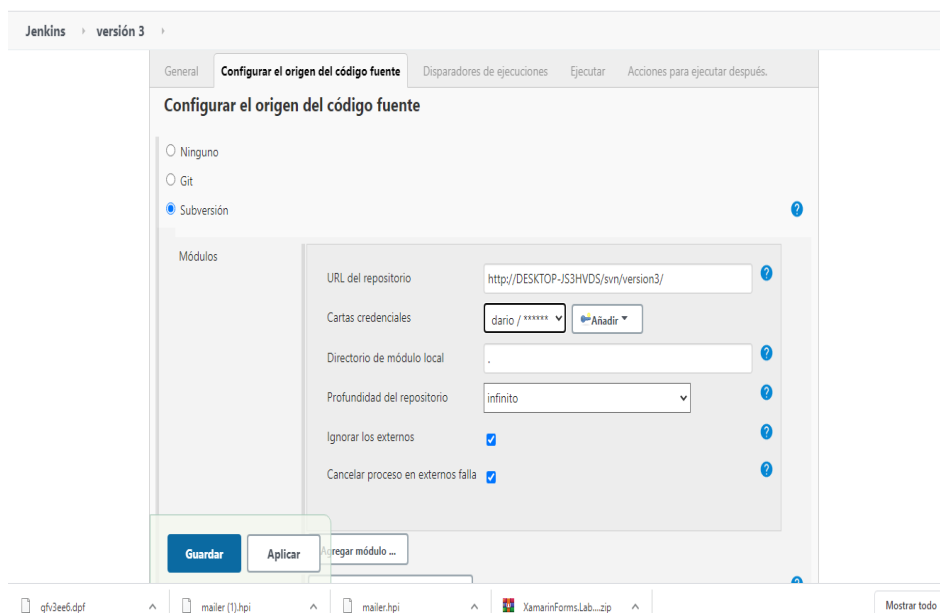 Jenkins › versión 3 ›
General Configurar el origen del código fuente Disparadores de ejecuciones Ejecutar Acciones para ejecutar después.
Configurar el origen del código fuente
Ninguno
Git
Subversión
Módulos
URL del repositorio http://DESKTOP-JS3HVDS/svn/version3/
Cartas credenciales dario / ****** Añadir
Directorio de módulo local .
Profundidad del repositorio infinito
Ignorar los externos
Cancelar proceso en externos falla
Guardar Aplicar Agregar módulo ...
qfv3ee6.dpf mailer (1).hpi mailer.hpi XamarinForms.Lab....zip Mostrar todo